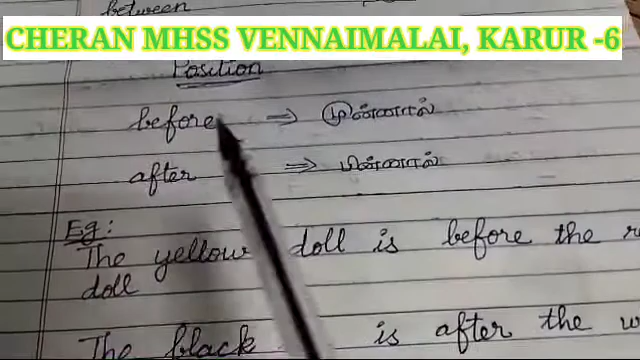 between
CHERAN MHSS VENNAIMALAI, KARUR -6
Position
before ⇒ முன்னால்
after ⇒ பின்னால்
Eg:
The yellow doll is before the
doll
The black is after the